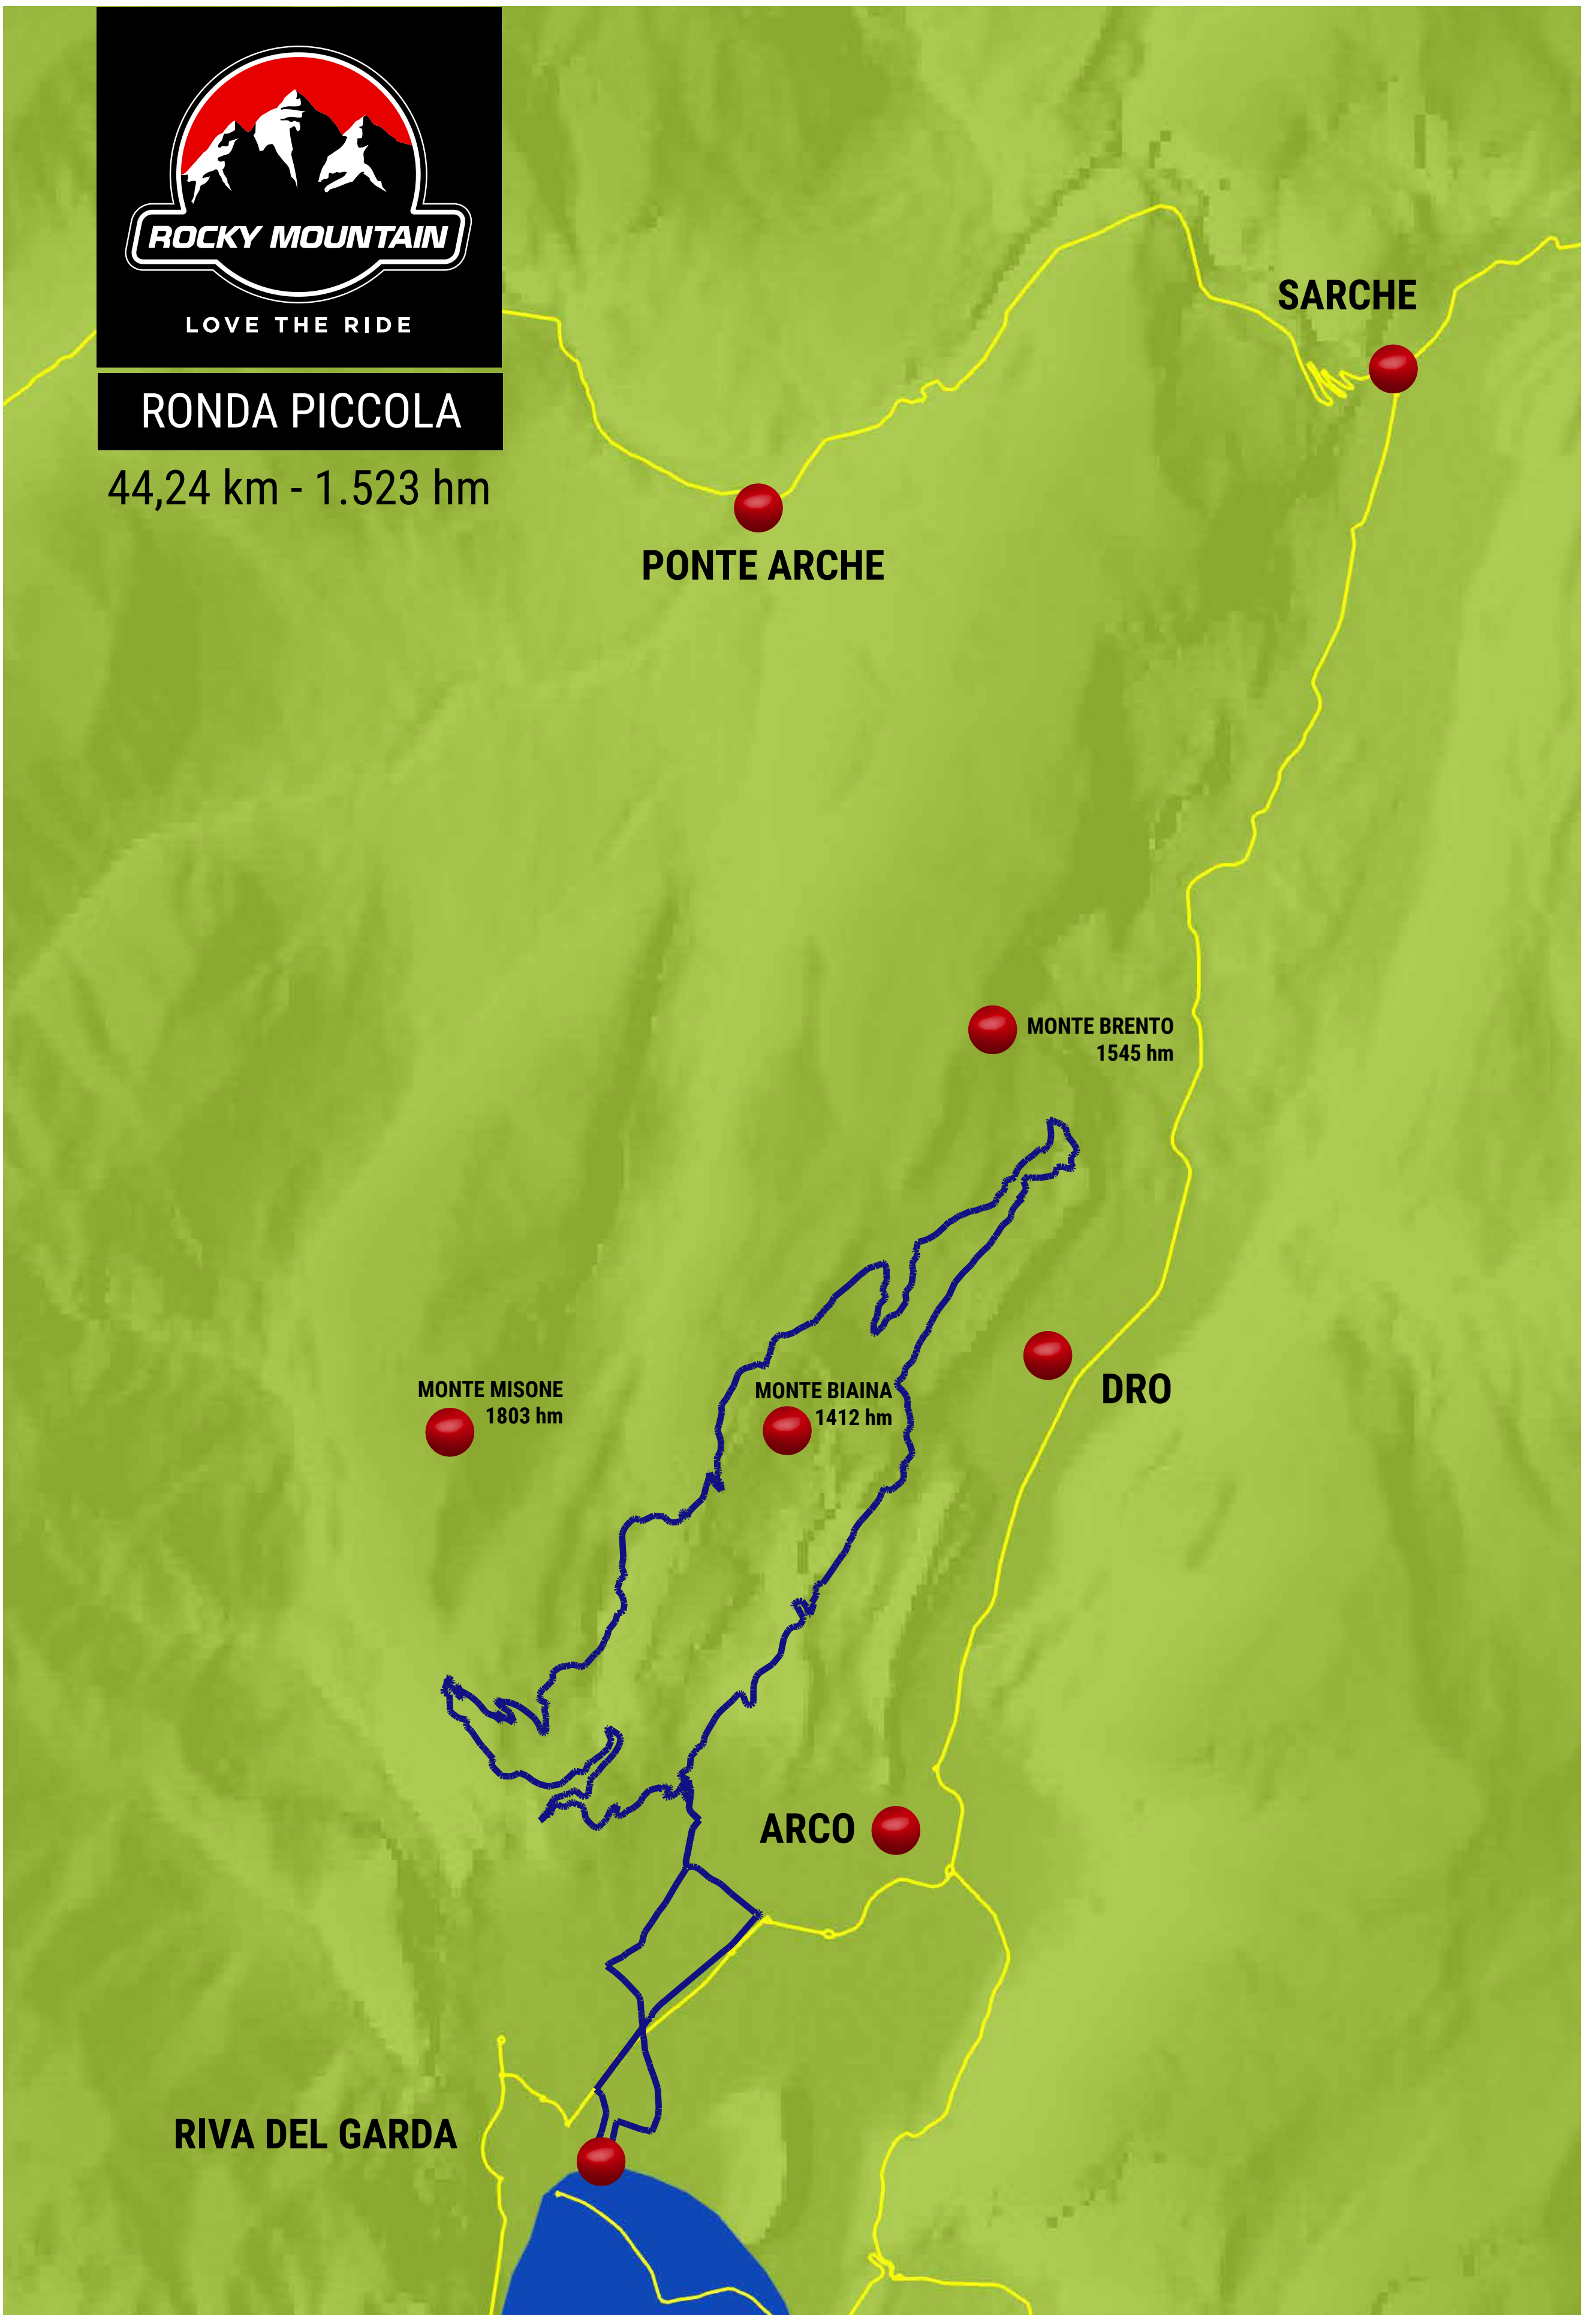 ROCKY MOUNTAIN
LOVE THE RIDE
RONDA PICCOLA
44,24 km - 1.523 hm
SARCHE
PONTE ARCHE
MONTE BRENTO
1545 hm
DRO
MONTE MISONE
1803 hm
MONTE BIAINA
1412 hm
ARCO
RIVA DEL GARDA